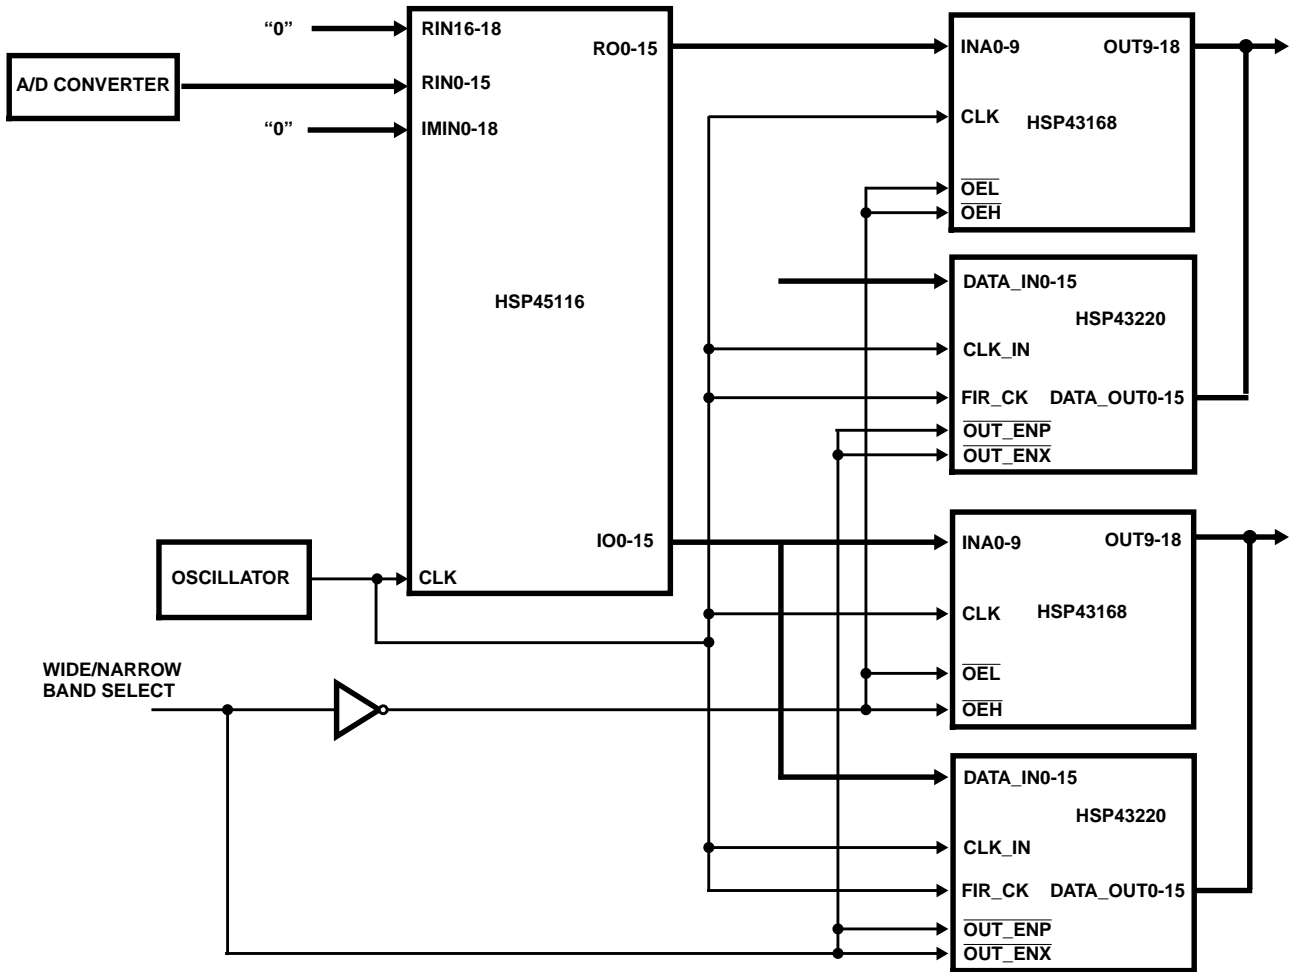 “0”
A/D CONVERTER
“0”
RIN16-18
RIN0-15
IMIN0-18
RO0-15
HSP45116
IO0-15
CLK
OSCILLATOR
WIDE/NARROW
BAND SELECT
INA0-9
OUT9-18
CLK
HSP43168
OEL
OEH
DATA_IN0-15
HSP43220
CLK_IN
FIR_CK
DATA_OUT0-15
OUT_ENP
OUT_ENX
INA0-9
OUT9-18
CLK
HSP43168
OEL
OEH
DATA_IN0-15
HSP43220
CLK_IN
FIR_CK
DATA_OUT0-15
OUT_ENP
OUT_ENX